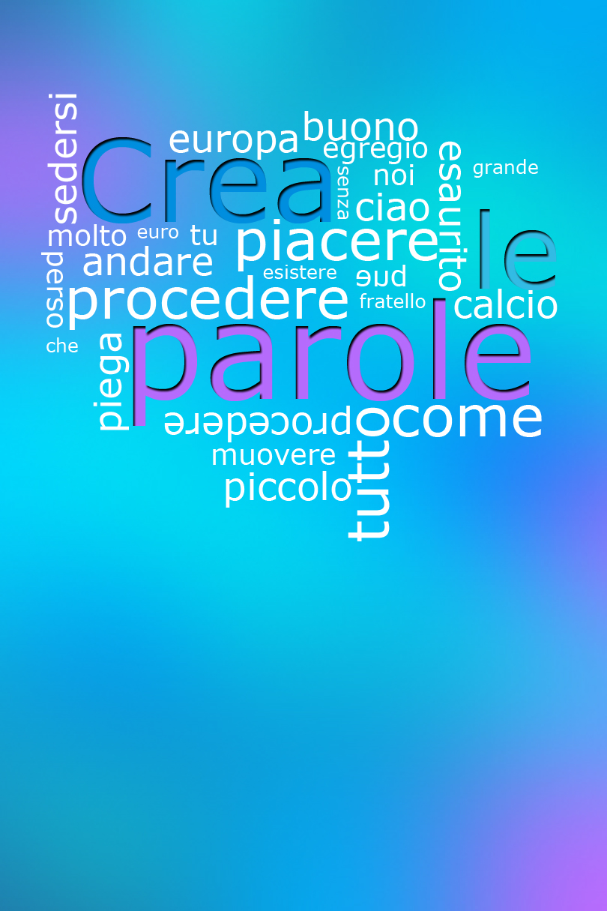 sedersi
europa
buono
egregio
Crea
senza
noi
esaurito
grande
ciao
molto
euro
tu
piacere
le
andare
perso
esistere
due
procedere
fratello
calcio
che
piega
parole
procedere
tutto
come
muovere
piccolo